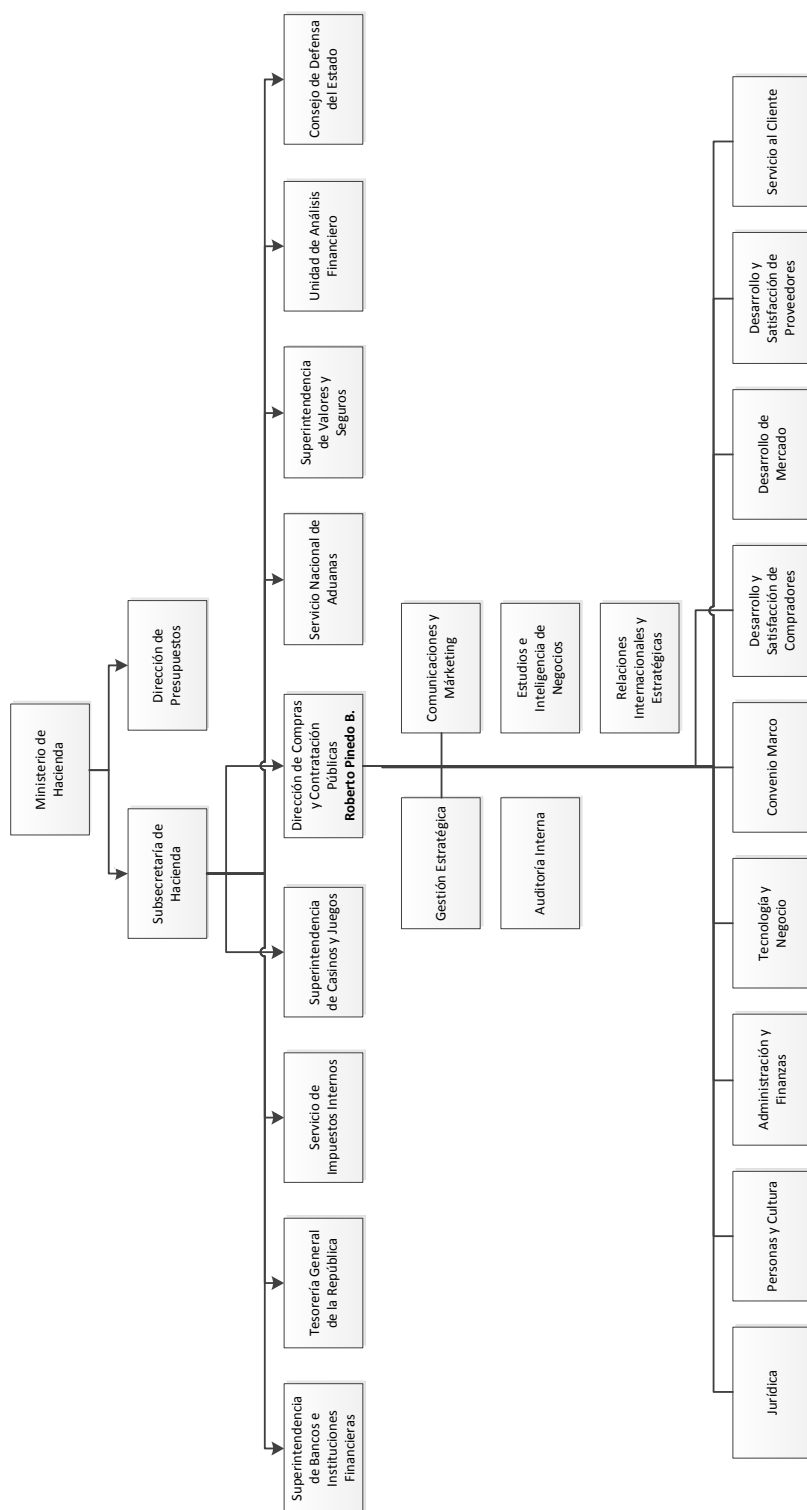 Ministerio de
Hacienda
Subsecretaría de
Hacienda
Dirección de
Presupuestos
Superintendencia
de Bancos e
Instituciones
Financieras
Tesorería General
de la República
Servicio de
Impuestos Internos
Superintendencia
de Casinos y Juegos
Dirección de Compras
y Contratación
Públicas
Roberto Pinedo B.
Servicio Nacional de
Aduanas
Superintendencia
de Valores y
Seguros
Unidad de Análisis
Financiero
Consejo de Defensa
del Estado
Gestión Estratégica
Comunicaciones y
Márketing
Auditoría Interna
Estudios e
Inteligencia de
Negocios
Relaciones
Internacionales y
Estratégicas
Jurídica
Personas y Cultura
Administración y
Finanzas
Tecnología y
Negocio
Convenio Marco
Desarrollo y
Satisfacción de
Compradores
Desarrollo de
Mercado
Desarrollo y
Satisfacción de
Proveedores
Servicio al Cliente